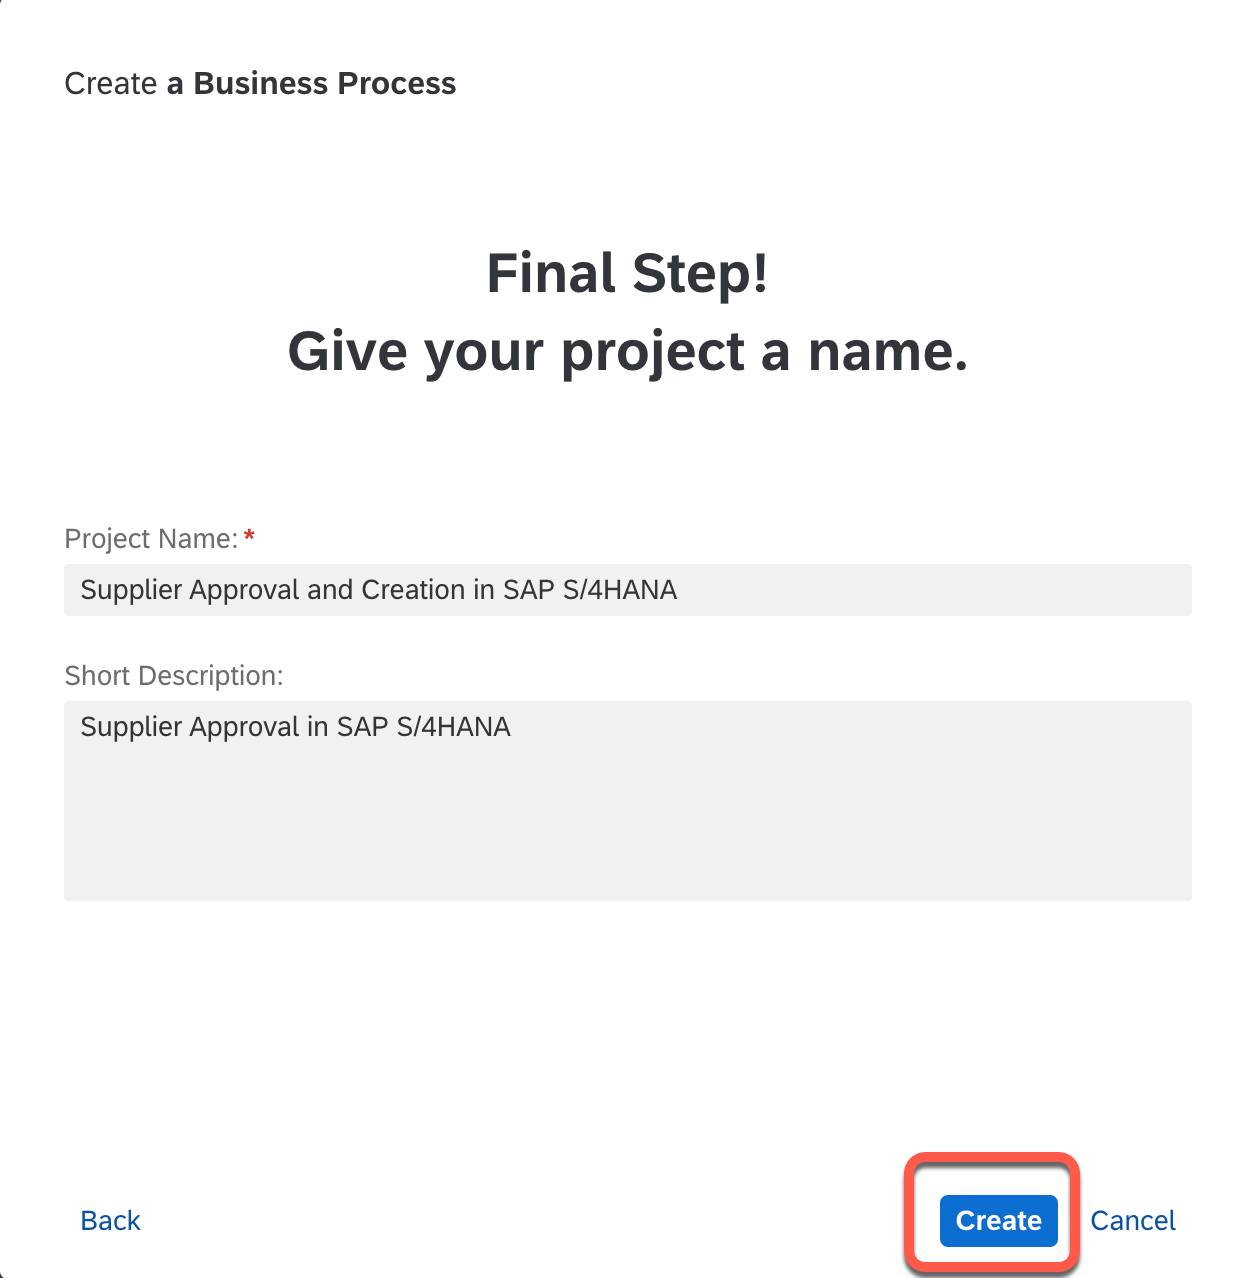 Create a Business Process
Final Step!
Give your project a name.
Project Name: *
Supplier Approval and Creation in SAP S/4HANA
Short Description:
Supplier Approval in SAP S/4HANA
Back
Create
Cancel